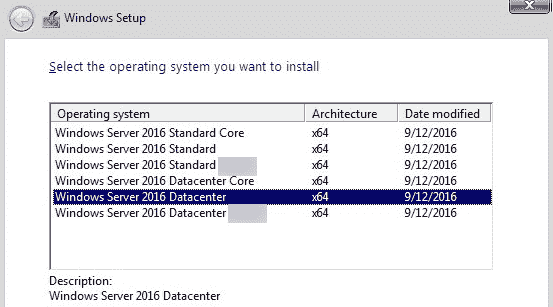 Windows Setup
Select the operating system you want to install
Operating system Architecture Date modified
Windows Server 2016 Standard Core x64 9/12/2016
Windows Server 2016 Standard x64 9/12/2016
Windows Server 2016 Standard x64 9/12/2016
Windows Server 2016 Datacenter Core x64 9/12/2016
Windows Server 2016 Datacenter x64 9/12/2016
Windows Server 2016 Datacenter x64 9/12/2016
Description:
Windows Server 2016 Datacenter